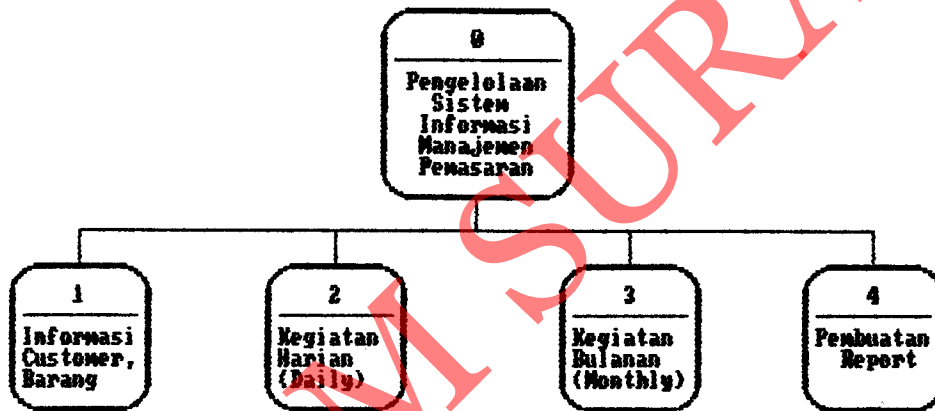 0
Pengelolaan
Sistem
Informasi
Manajemen
Pemasaran
1
Informasi
Customer,
Barang
2
Kegiatan
Harian
(Daily)
3
Kegiatan
Bulanan
(Monthly)
4
Pembuatan
Report
M SURA